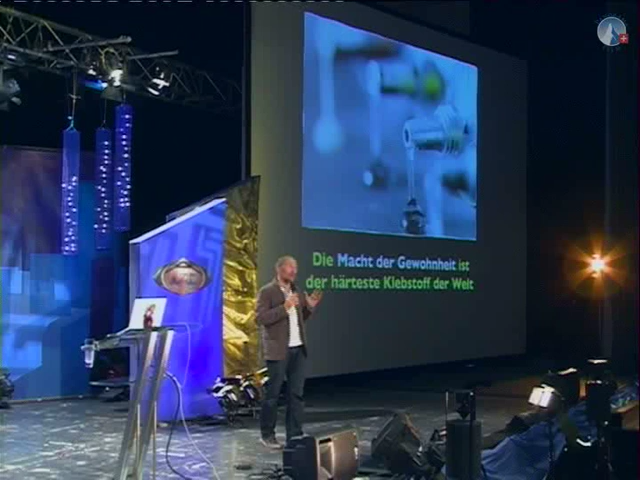 Die Macht der Gewohnheit ist
der härteste Klebstoff der Welt